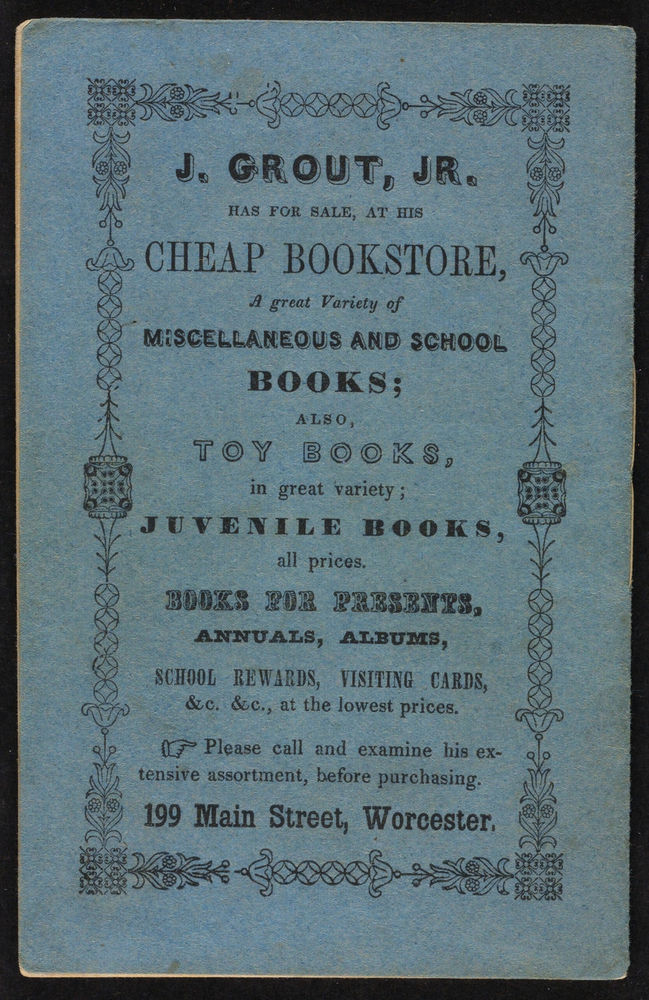 J. GROUT, JR.
HAS FOR SALE, AT HIS
CHEAP BOOKSTORE,
A great Variety of
MISCELLANEOUS AND SCHOOL
BOOKS;
ALSO,
TOY BOOKS,
in great variety;
JUVENILE BOOKS,
all prices.
BOOKS FOR PRESENTS,
ANNUALS, ALBUMS,
SCHOOL REWARDS, VISITING CARDS,
&c. &c., at the lowest prices.
☞ Please call and examine his ex-
tensive assortment, before purchasing.
199 Main Street, Worcester.